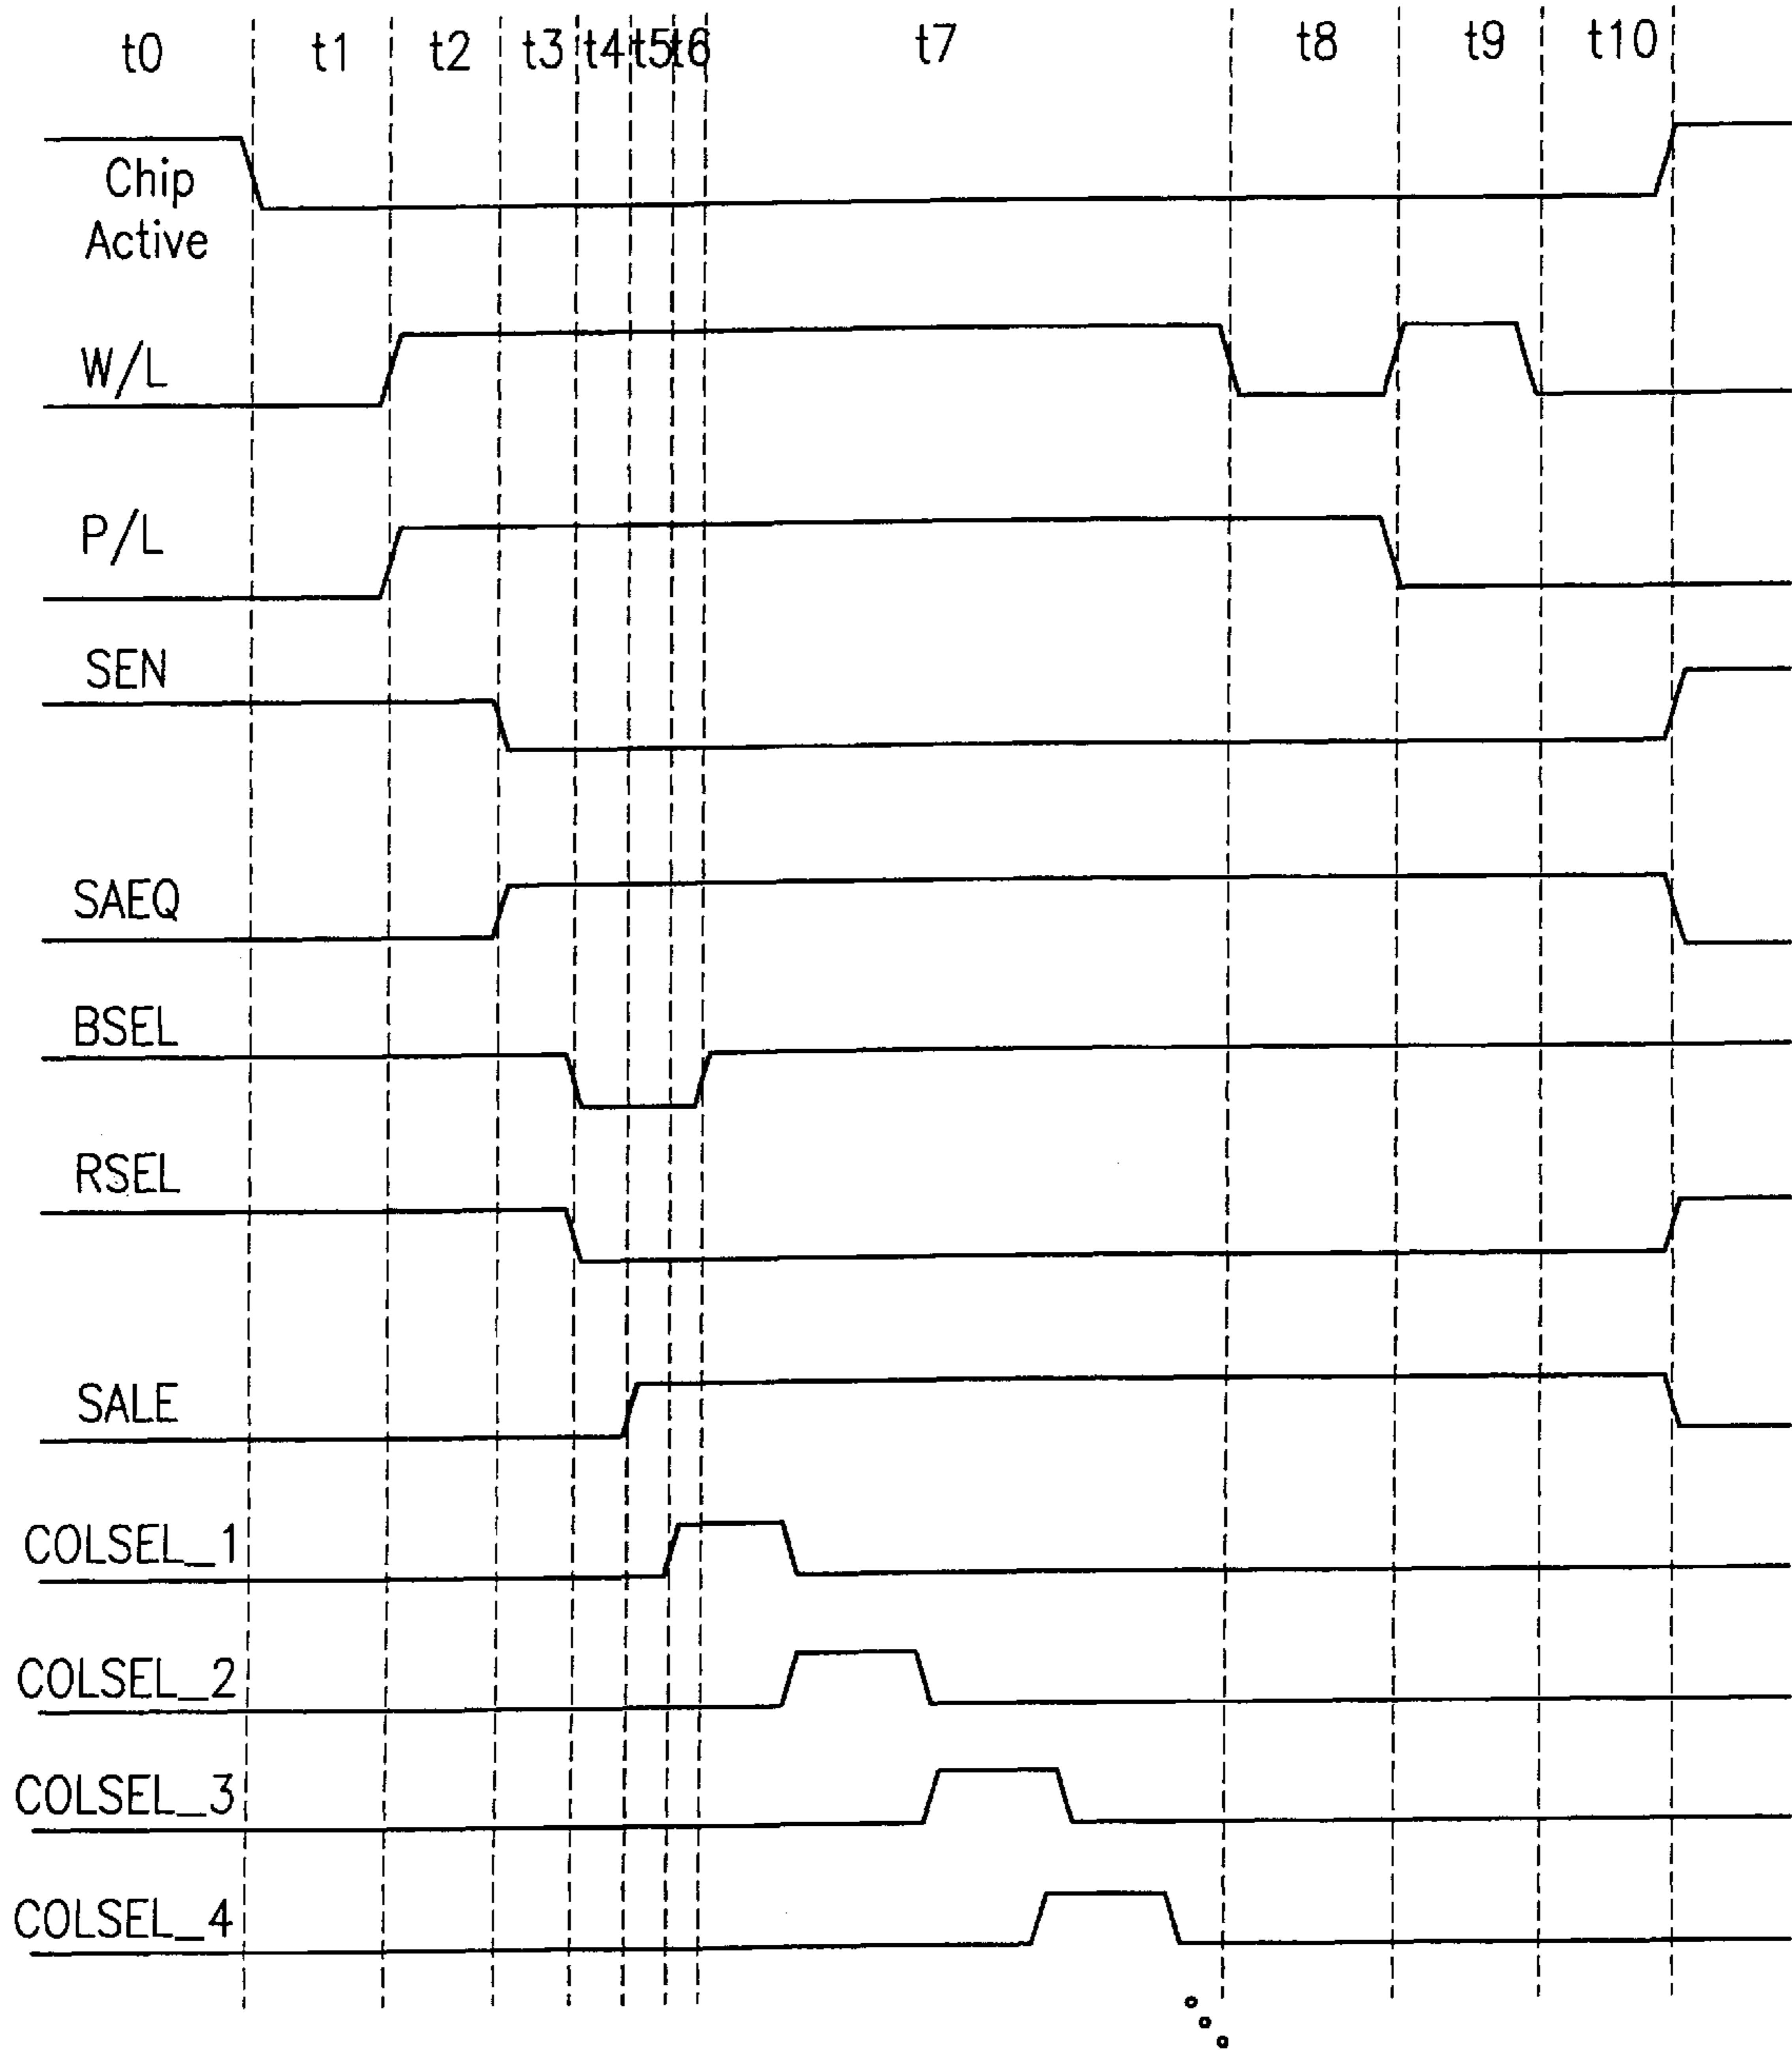 t0 t1 t2 t3 t4 t5 t6 t7 t8 t9 t10
Chip
Active
W/L
P/L
SEN
SAEQ
BSEL
RSEL
SALE
COLSEL_1
COLSEL_2
COLSEL_3
COLSEL_4